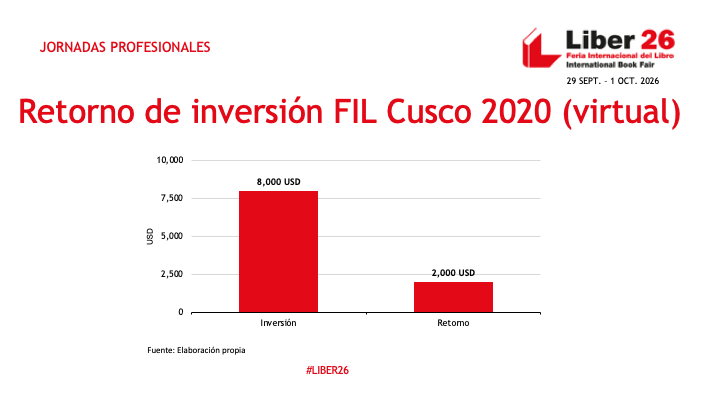 JORNADAS PROFESIONALES
Liber 26
Feria Internacional del Libro
International Book Fair
29 SEPT. - 1 OCT. 2026
Retorno de inversión FIL Cusco 2020 (virtual)
10,000
7,500
5,000
2,500
0
USD
8,000 USD
2,000 USD
Inversión
Retorno
Fuente: Elaboración propia
#LIBER26